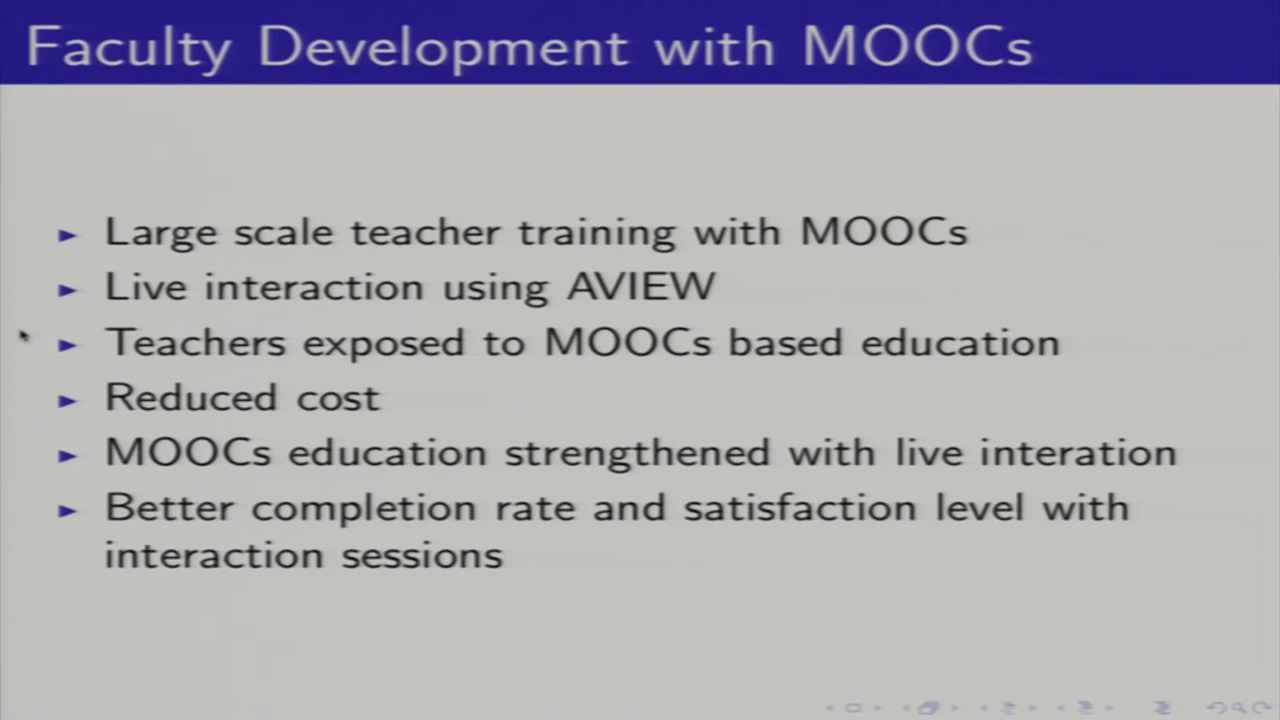 Faculty Development with MOOCs
Large scale teacher training with MOOCs
Live interaction using AVIEW
Teachers exposed to MOOCs based education
Reduced cost
MOOCs education strengthened with live interation
Better completion rate and satisfaction level with
interaction sessions